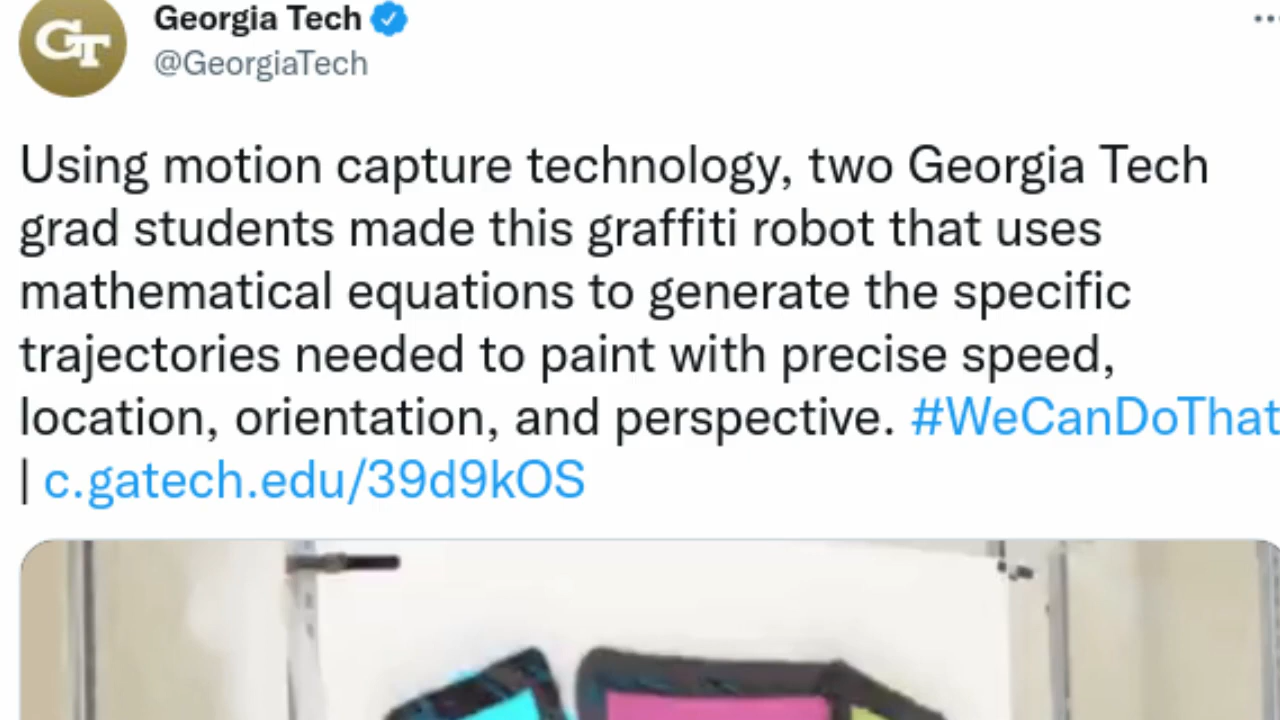 GT
Georgia Tech
@GeorgiaTech
Using motion capture technology, two Georgia Tech
grad students made this graffiti robot that uses
mathematical equations to generate the specific
trajectories needed to paint with precise speed,
location, orientation, and perspective. #WeCanDoThat
| c.gatech.edu/39d9kOS